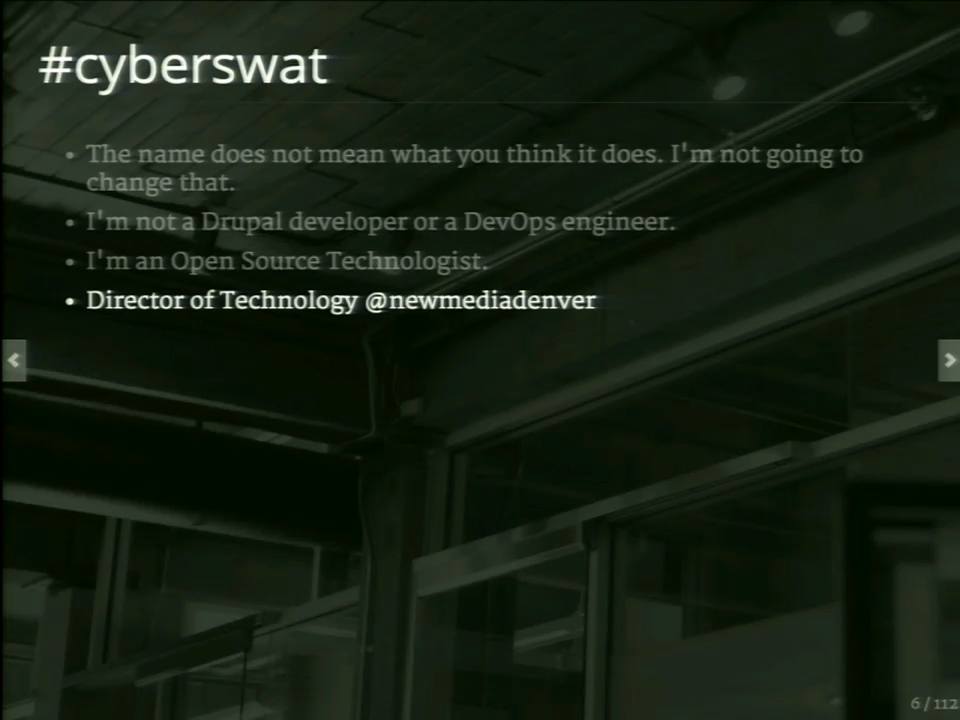 #cyberswat
• The name does not mean what you think it does. I'm not going to
change that.
• I'm not a Drupal developer or a DevOps engineer.
• I'm an Open Source Technologist.
• Director of Technology @newmediadenver
6 / 112